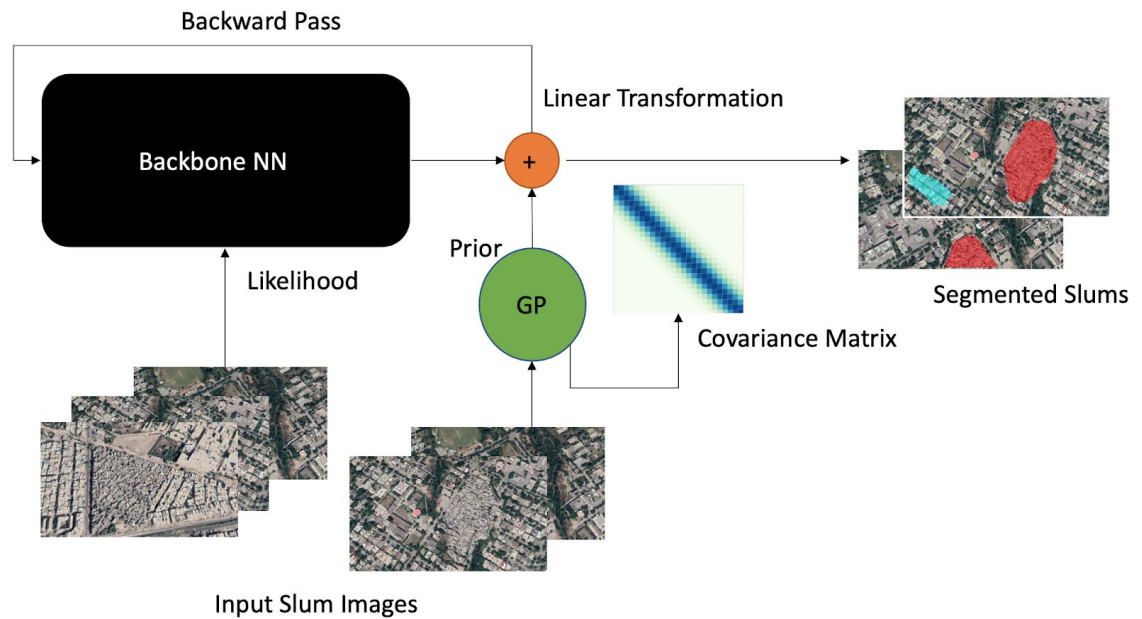 Backward Pass
Linear Transformation
Backbone NN
+
Prior
Likelihood
GP
Segmented Slums
Covariance Matrix
Input Slum Images